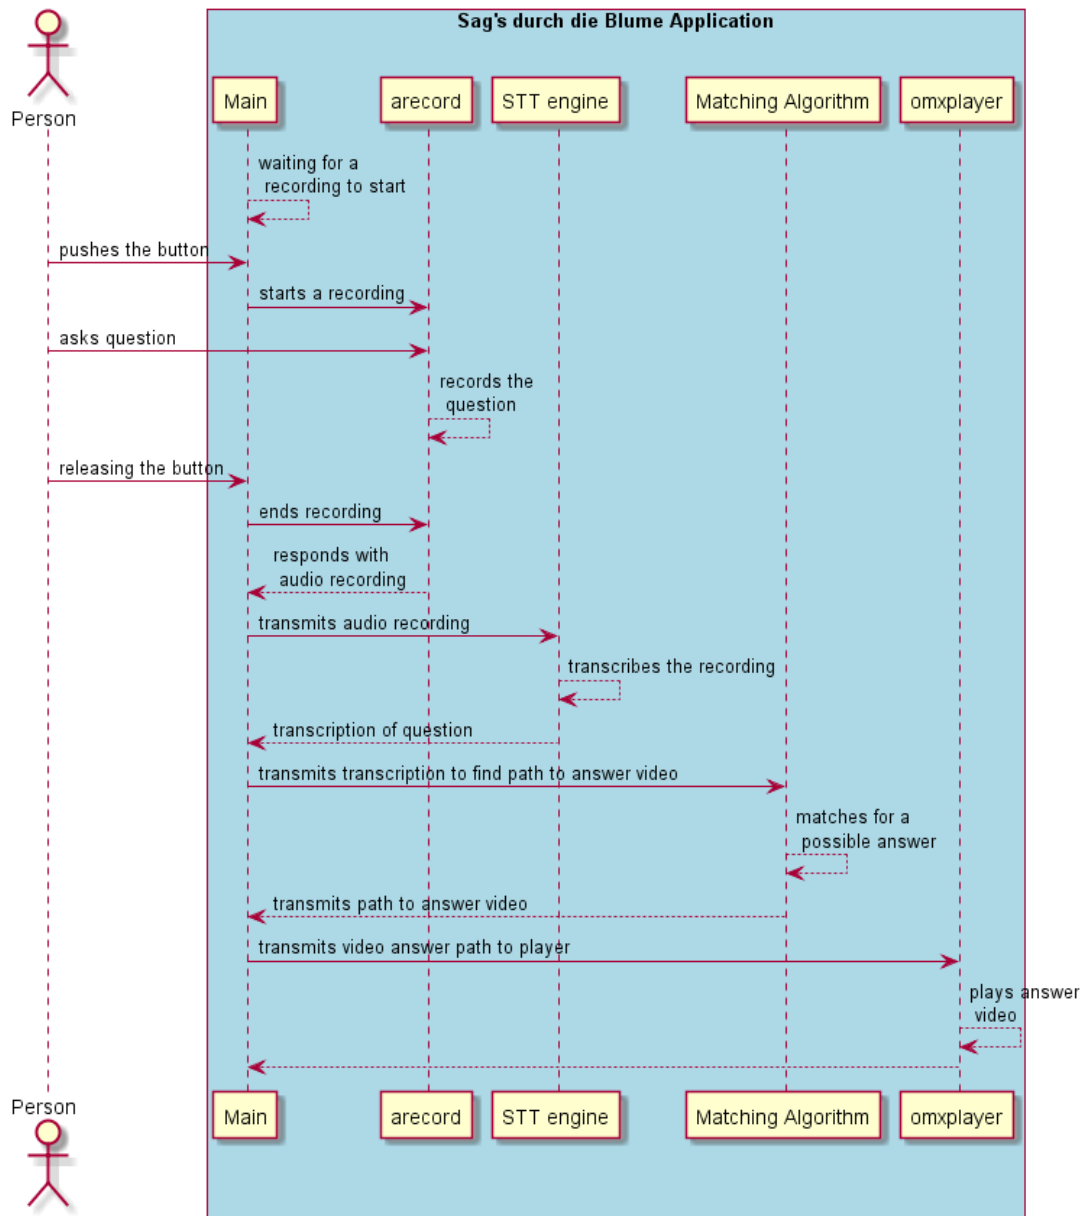 Sag's durch die Blume Application
Person
Main
arecord
STT engine
Matching Algorithm
omxplayer
waiting for a
recording to start
pushes the button
starts a recording
asks question
records the
question
releasing the button
ends recording
responds with
audio recording
transmits audio recording
transcribes the recording
transcription of question
transmits transcription to find path to answer video
matches for a
possible answer
transmits path to answer video
transmits video answer path to player
plays answer
video
Person
Main
arecord
STT engine
Matching Algorithm
omxplayer